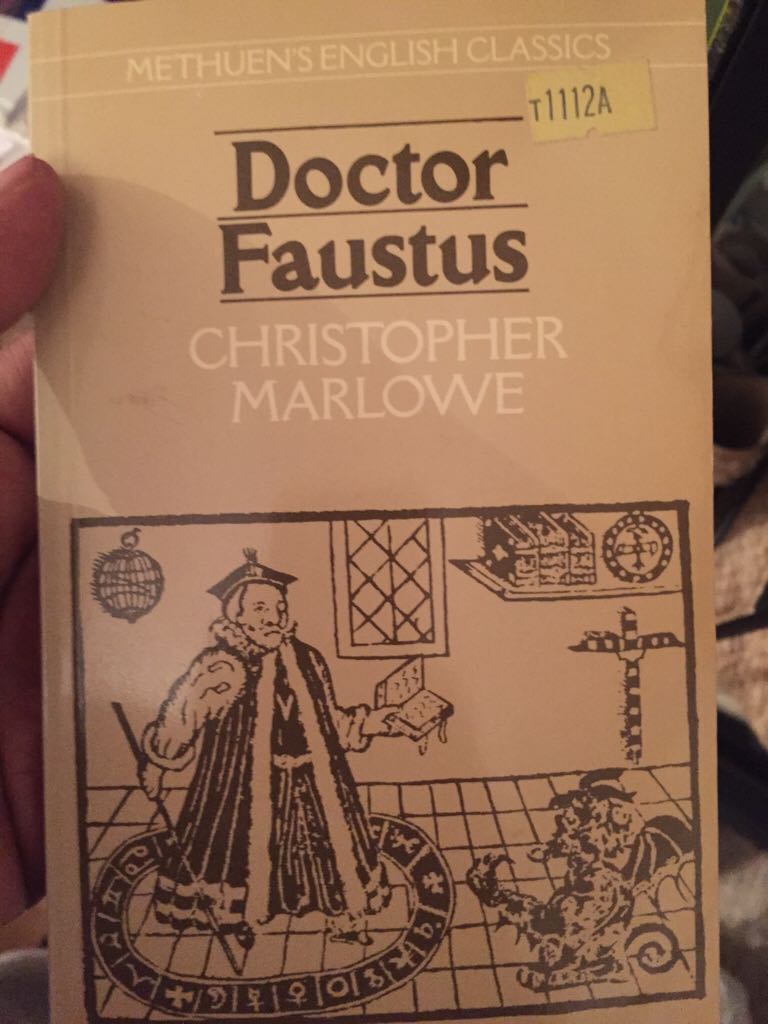 METHUEN'S ENGLISH CLASSICS
T1112A
Doctor
Faustus
CHRISTOPHER
MARLOWE